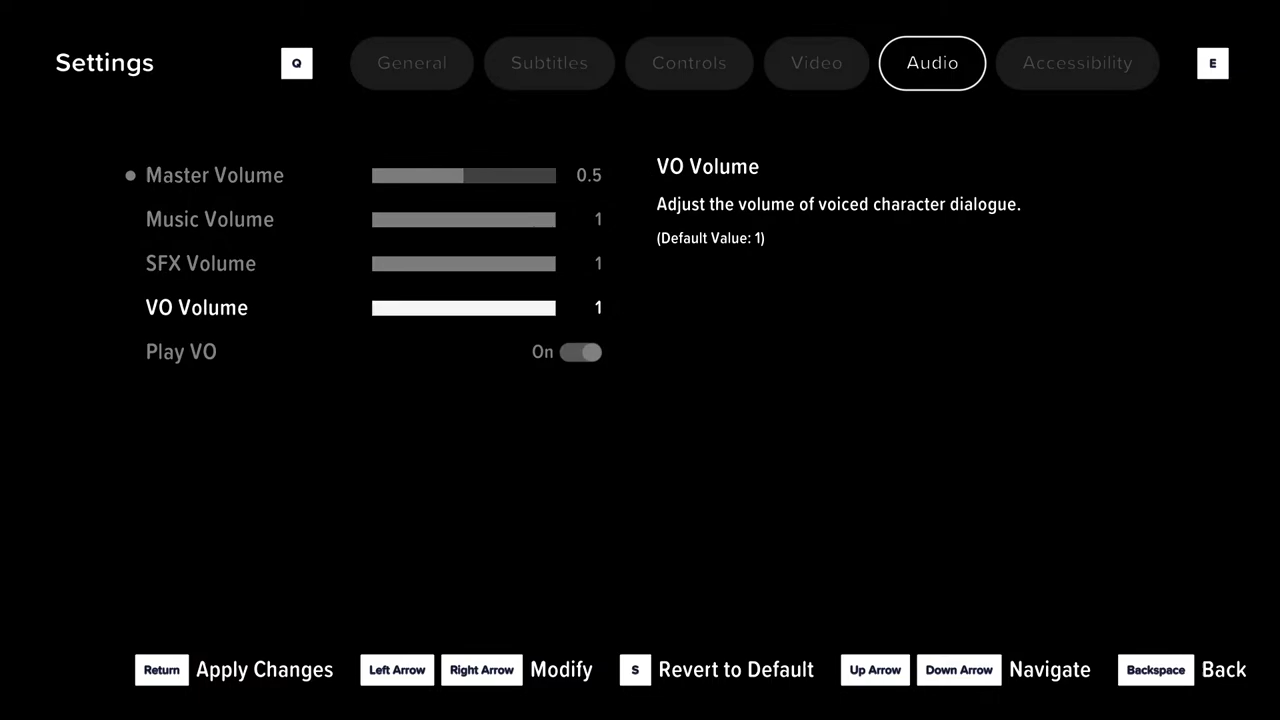 Settings Q General Subtitles Controls Video Audio Accessibility E
Master Volume 0.5
Music Volume 1
SFX Volume 1
VO Volume 1
Play VO On
VO Volume
Adjust the volume of voiced character dialogue.
(Default Value: 1)
Return Apply Changes Left Arrow Right Arrow Modify S Revert to Default Up Arrow Down Arrow Navigate Backspace Back